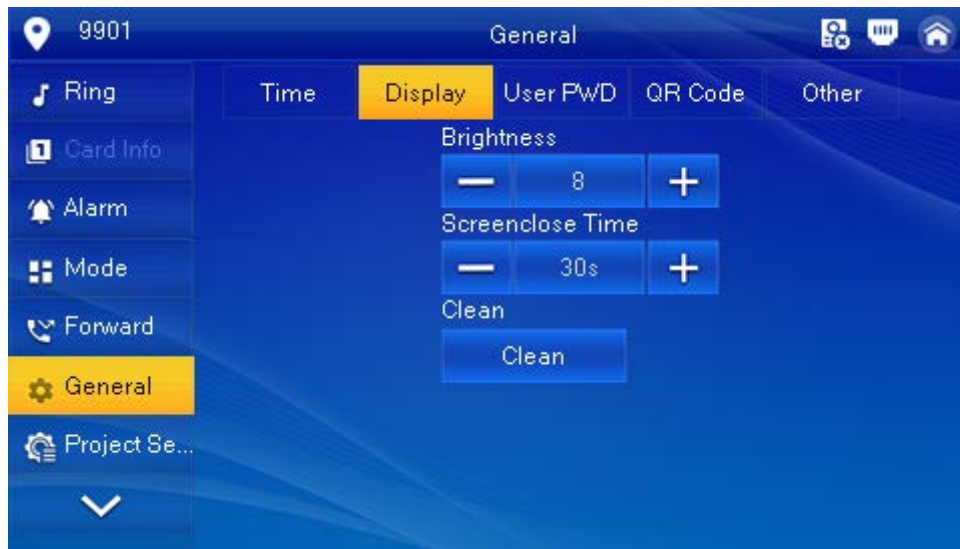 9901
General
Ring
Card Info
Alarm
Mode
Forward
General
Project Se...
Time Display User PWD QR Code Other
Brightness
8
Screenclose Time
30s
Clean
Clean